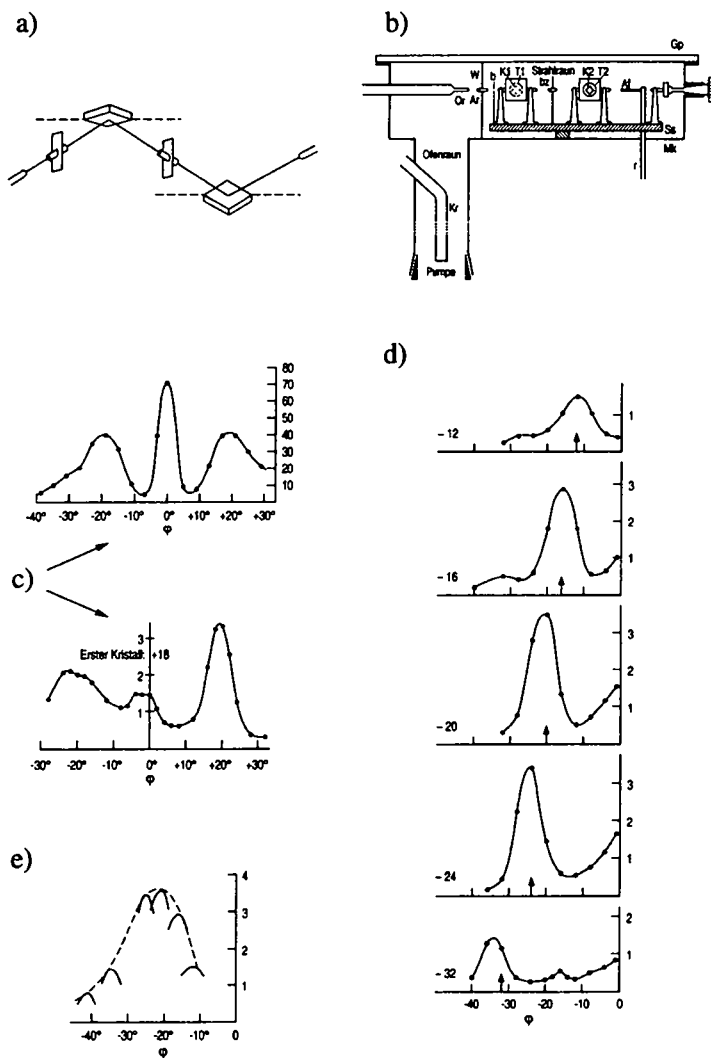 a)
b)
Gp
W
b
K1 T1
Strahlraum
bz
K2 T2
Af
Or Ar
Ss
Mk
Ofenraum
r
Kr
Pumpe
c)
80
70
60
50
40
30
20
10
-40° -30° -20° -10° 0° +10° +20° +30°
φ
Erster Kristall: +18
3
2
1
-30° -20° -10° 0° +10° +20° +30°
φ
d)
-12
1
-16
3
2
1
-20
3
2
1
-24
3
2
1
-32
2
1
-40 -30 -20 -10 0
φ
e)
4
3
2
1
-40° -30° -20° -10° 0
φ